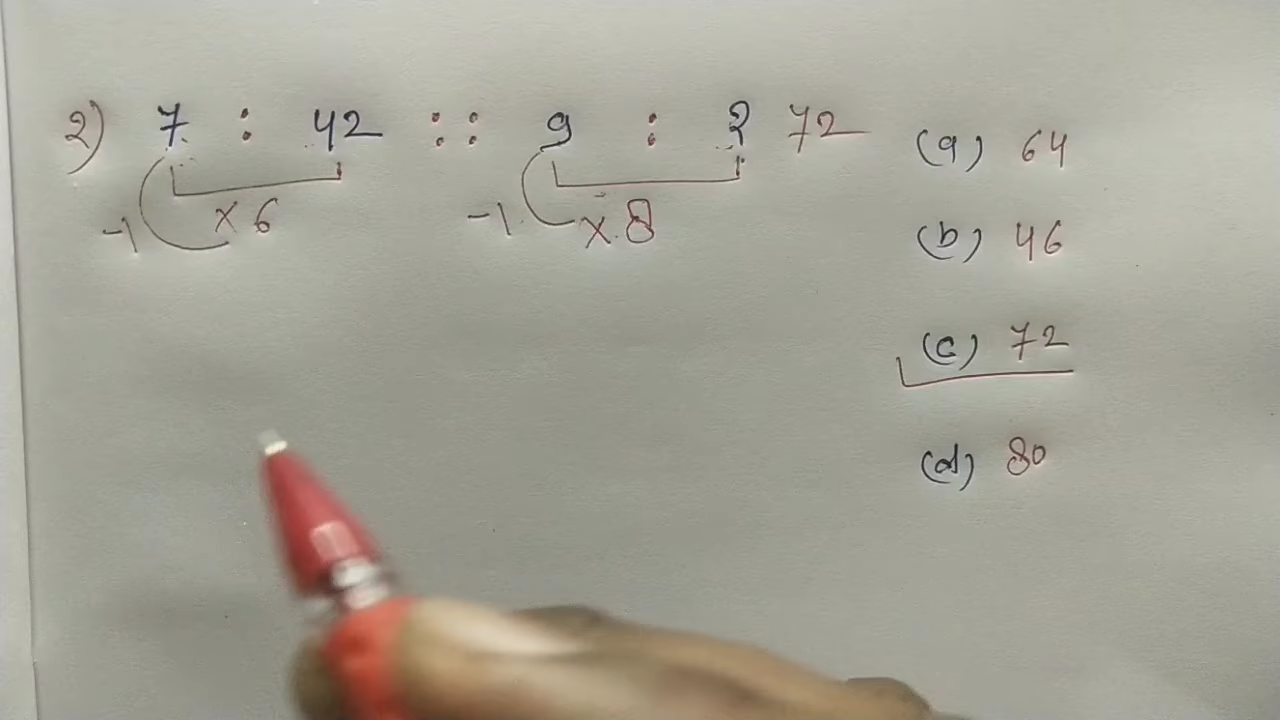 2) 7 : 42 :: 9 : ? 72
-1 × 6 -1 × 8
(a) 64
(b) 46
(c) 72
(d) 80